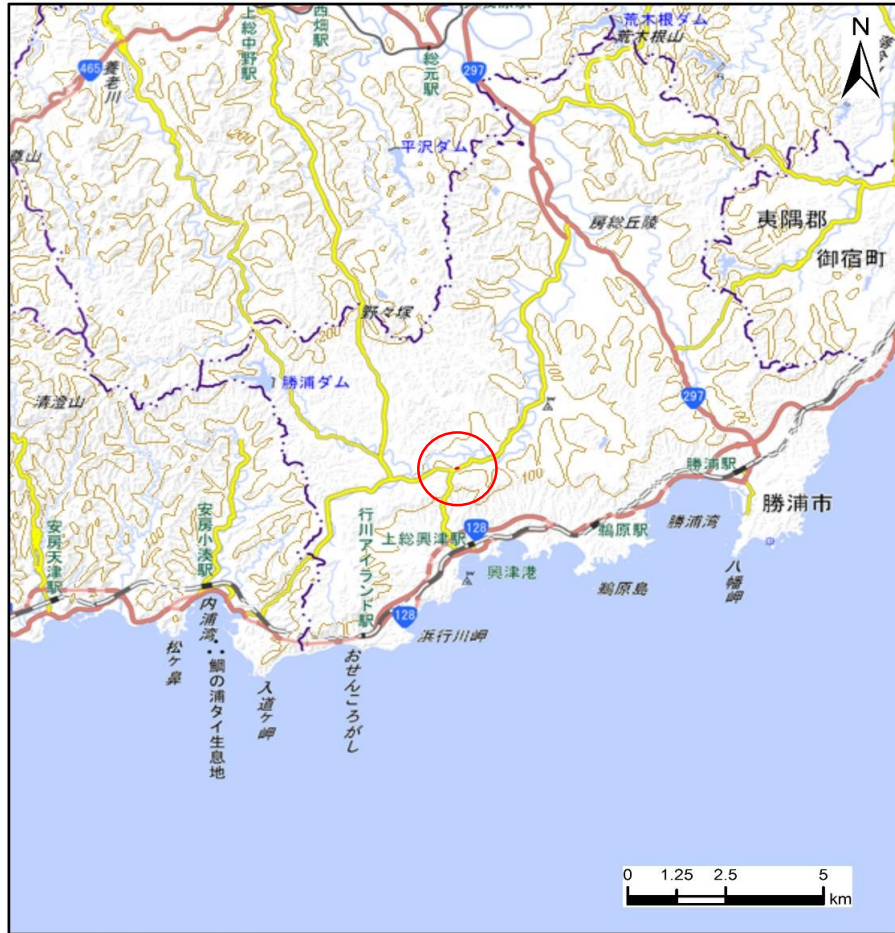 上総中野駅
西畑駅
総元駅
荒木根ダム
荒木根山
N
465
養老川
297
200
平沢ダム
房総丘陵
夷隅郡
御宿町
野々塚
200
勝浦ダム
清澄山
297
100
勝浦駅
勝浦市
安房天津駅
安房小湊駅
行川アイランド駅
上総興津駅
128
鵜原駅
勝浦湾
興津港
鵜原島
八幡岬
内浦湾
128
浜行川岬
松ヶ鼻
鯛の浦タイ生息地
入道ヶ岬
おせんころがし
0 1.25 2.5 5
km